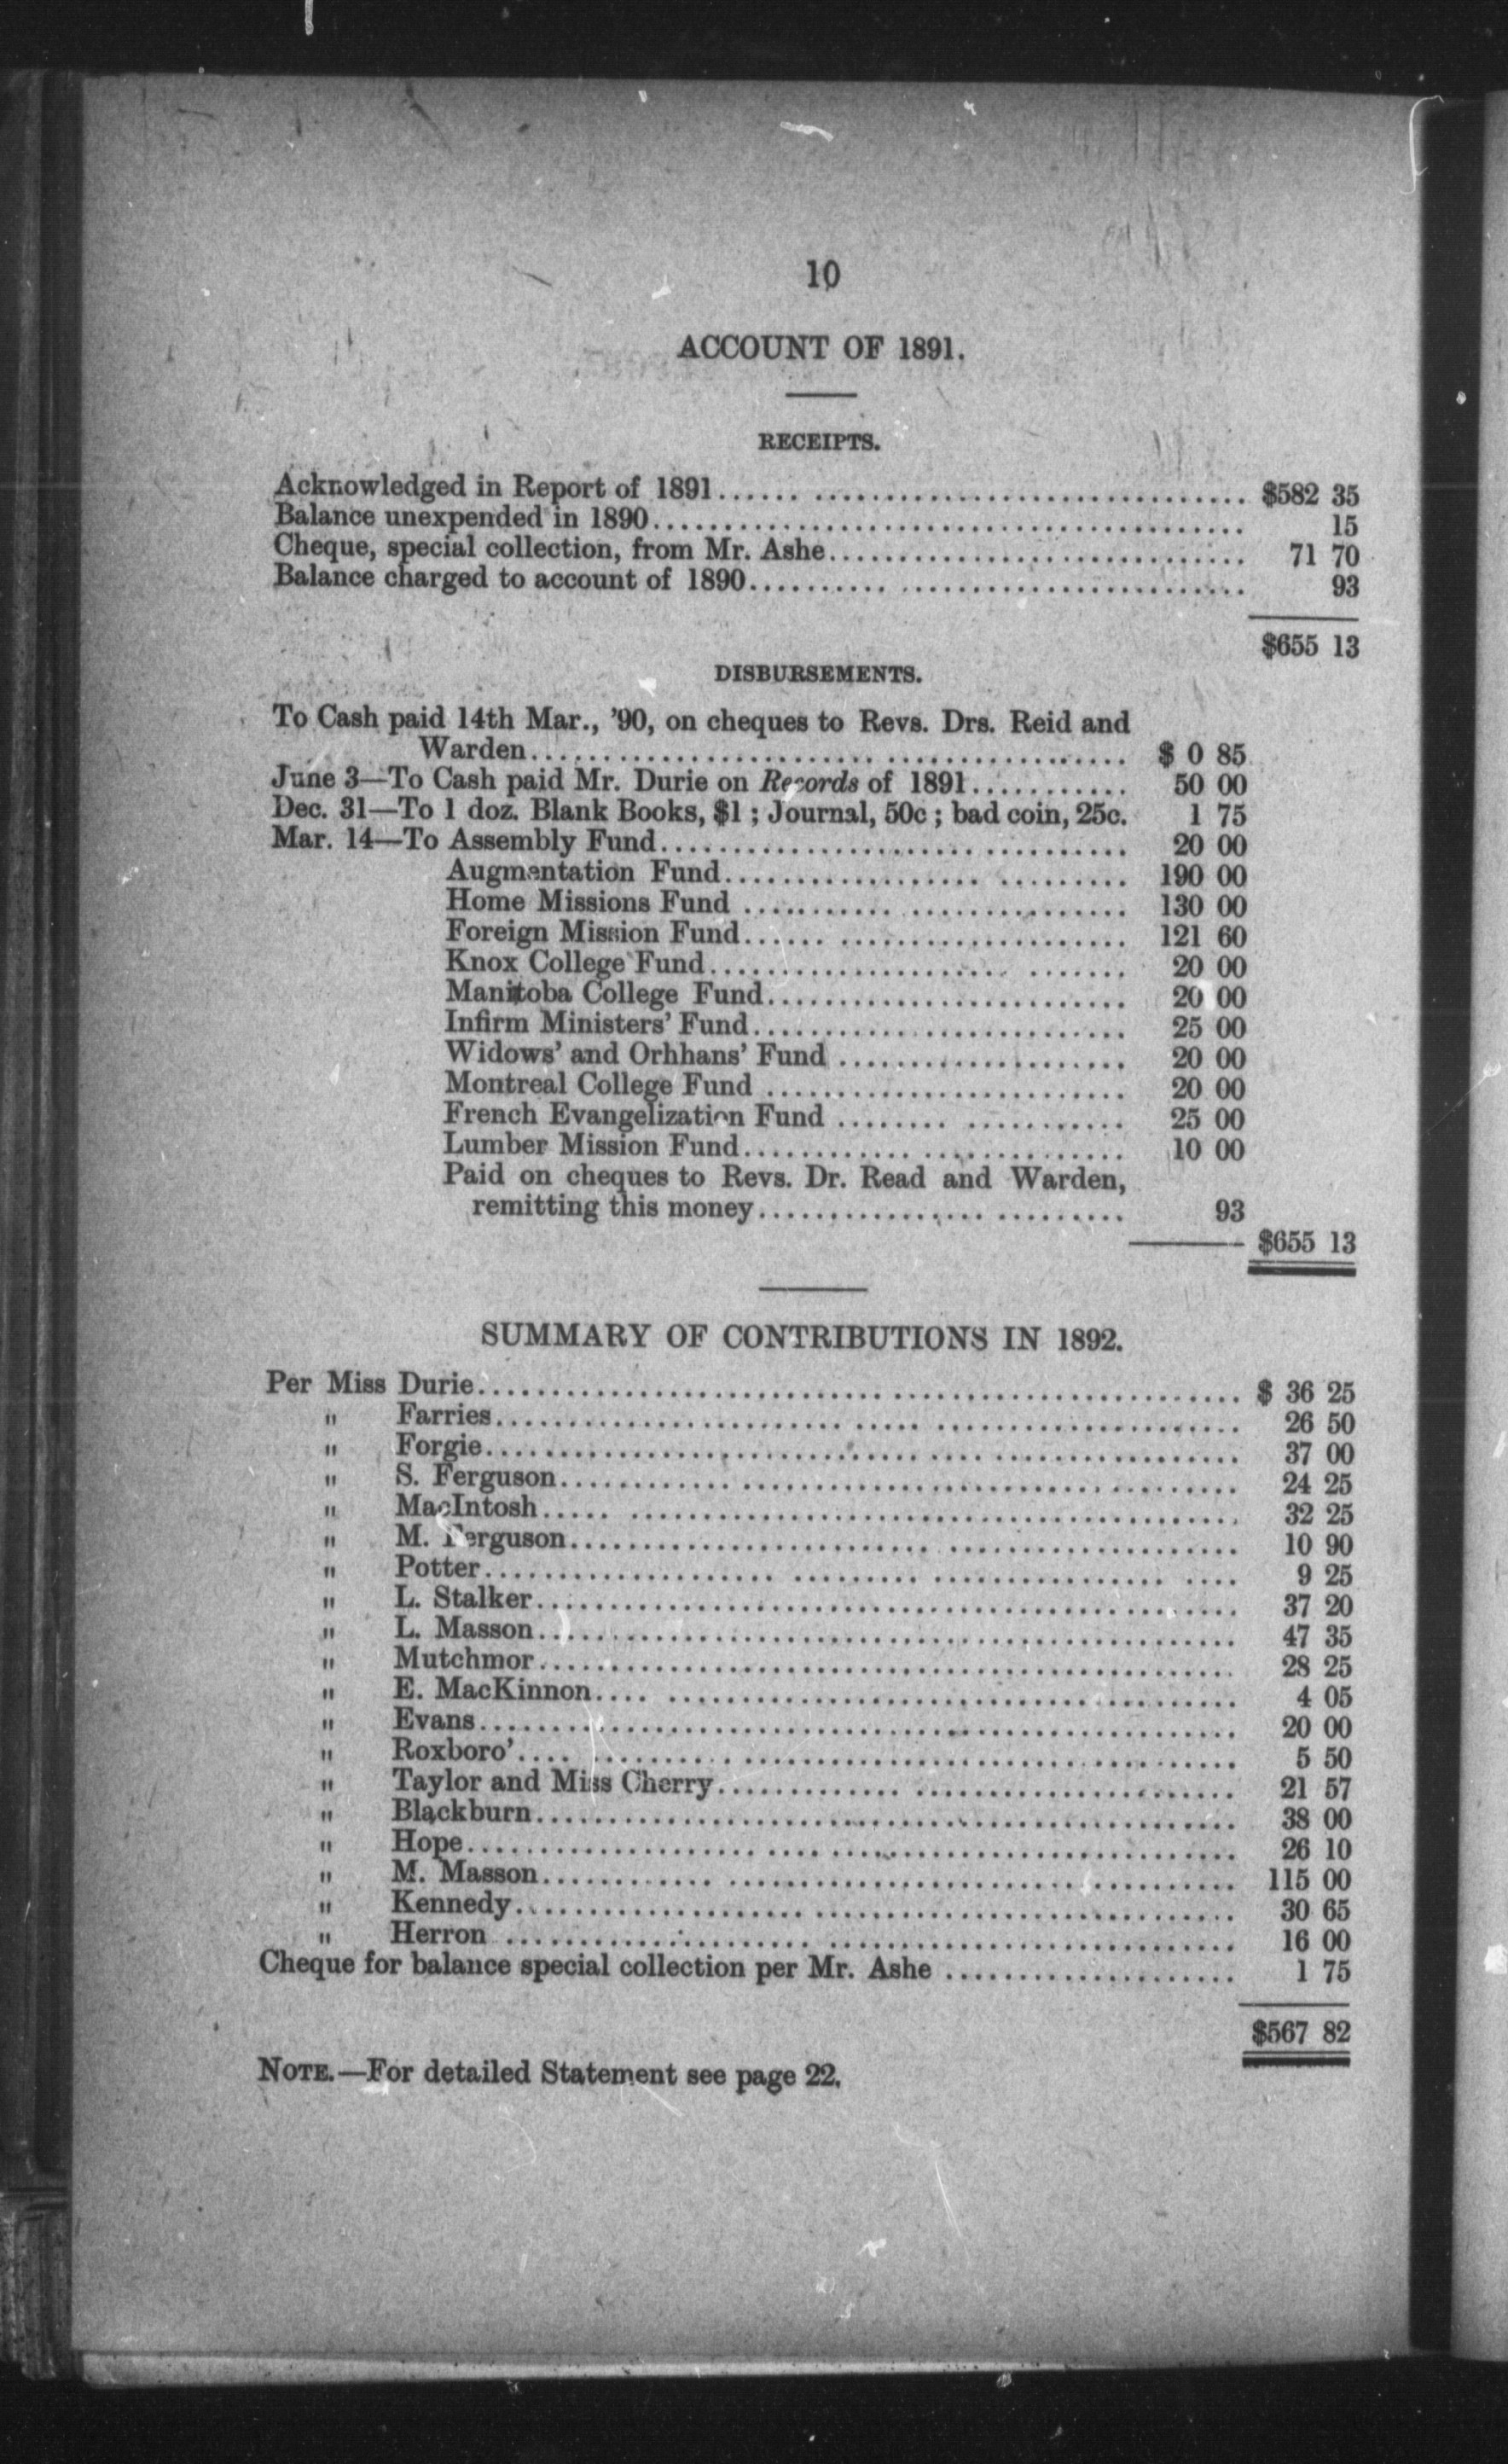 10
ACCOUNT OF 1891.
RECEIPTS.
Acknowledged in Report of 1891........................................ $582 35
Balance unexpended in 1890........................................ 15
Cheque, special collection, from Mr. Ashe.............................. 71 70
Balance charged to account of 1890................................... 93
$655 13
DISBURSEMENTS.
To Cash paid 14th Mar., '90, on cheques to Revs. Drs. Reid and
Warden........................................ $ 0 85
June 3—To Cash paid Mr. Durie on Records of 1891........... 50 00
Dec. 31—To 1 doz. Blank Books, $1 ; Journal, 50c ; bad coin, 25c. 1 75
Mar. 14—To Assembly Fund................................ 20 00
Augmentation Fund........................... 190 00
Home Missions Fund .......................... 130 00
Foreign Mission Fund.......................... 121 60
Knox College Fund............................ 20 00
Manitoba College Fund......................... 20 00
Infirm Ministers' Fund.......................... 25 00
Widows' and Orhhans' Fund .................... 20 00
Montreal College Fund ......................... 20 00
French Evangelization Fund ................... 25 00
Lumber Mission Fund.......................... 10 00
Paid on cheques to Revs. Dr. Read and Warden,
remitting this money......................... 93
$655 13
SUMMARY OF CONTRIBUTIONS IN 1892.
Per Miss Durie.................................................. $ 36 25
" Farries.................................................. 26 50
" Forgie.................................................. 37 00
" S. Ferguson.............................................. 24 25
" MacIntosh............................................... 32 25
" M. Ferguson............................................. 10 90
" Potter.................................................. 9 25
" L. Stalker............................................... 37 20
" L. Masson............................................... 47 35
" Mutchmor............................................... 28 25
" E. MacKinnon............................................ 4 05
" Evans.................................................. 20 00
" Roxboro'................................................ 5 50
" Taylor and Miss Cherry................................... 21 57
" Blackburn............................................... 38 00
" Hope.................................................. 26 10
" M. Masson.............................................. 115 00
" Kennedy................................................ 30 65
" Herron ................................................ 16 00
Cheque for balance special collection per Mr. Ashe .................... 1 75
$567 82
NOTE.—For detailed Statement see page 22.